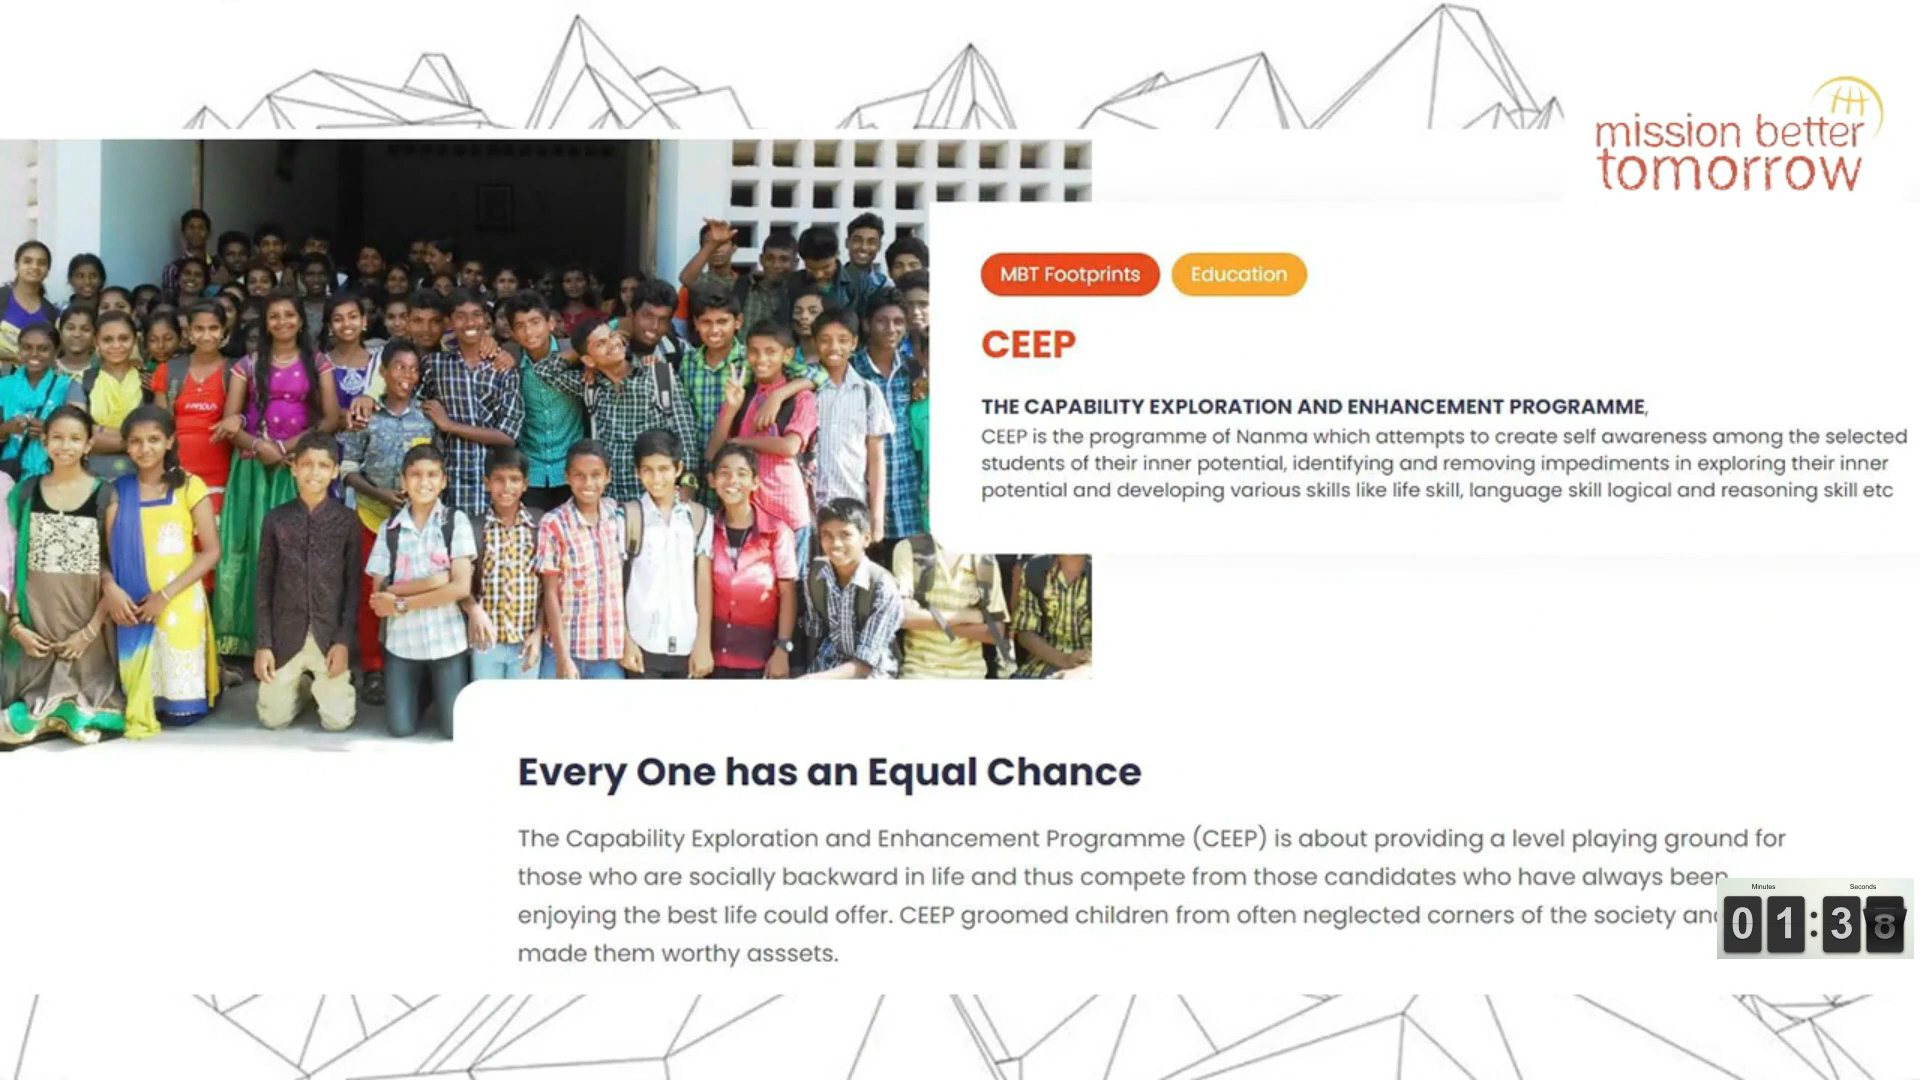 mission better
tomorrow
MBT Footprints
Education
CEEP
THE CAPABILITY EXPLORATION AND ENHANCEMENT PROGRAMME,
CEEP is the programme of Nanma which attempts to create self awareness among the selected
students of their inner potential, identifying and removing impediments in exploring their inner
potential and developing various skills like life skill, language skill logical and reasoning skill etc
Every One has an Equal Chance
The Capability Exploration and Enhancement Programme (CEEP) is about providing a level playing ground for
those who are socially backward in life and thus compete from those candidates who have always been
enjoying the best life could offer. CEEP groomed children from often neglected corners of the society and
made them worthy asssets.
Minutes Seconds
01:38